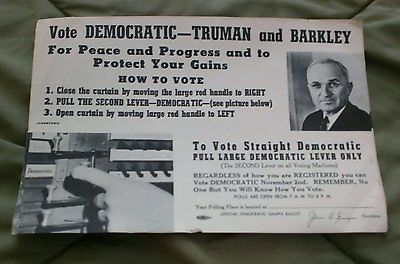 Vote DEMOCRATIC—TRUMAN and BARKLEY
For Peace and Progress and to
Protect Your Gains
HOW TO VOTE
1. Close the curtain by moving the large red handle to RIGHT
2. PULL THE SECOND LEVER—DEMOCRATIC—(see picture below)
3. Open curtain by moving large red handle to LEFT
Democratic
To Vote Straight Democratic
PULL LARGE DEMOCRATIC LEVER ONLY
(The SECOND Lever on all Voting Machines)
REGARDLESS of how you are REGISTERED you can
Vote DEMOCRATIC November 2nd. REMEMBER, No
One But You Will Know How You Vote.
POLLS ARE OPEN FROM 7 A.M. TO 8 P.M.
Your Polling Place is located at
OFFICIAL DEMOCRATIC SAMPLE BALLOT